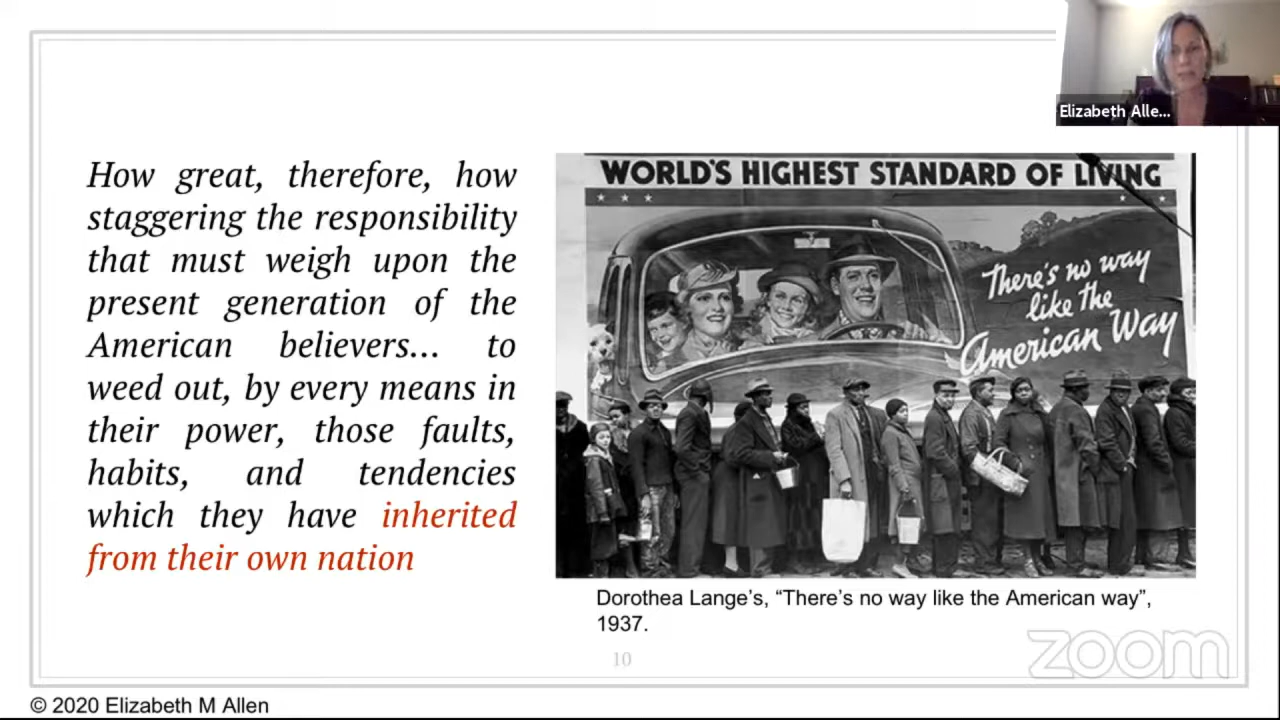 Elizabeth Alle...
How great, therefore, how
staggering the responsibility
that must weigh upon the
present generation of the
American believers... to
weed out, by every means in
their power, those faults,
habits, and tendencies
which they have inherited
from their own nation
WORLD'S HIGHEST STANDARD OF LIVING
There's no way
like the
American Way
Dorothea Lange's, “There's no way like the American way”,
1937.
10
zoom
© 2020 Elizabeth M Allen